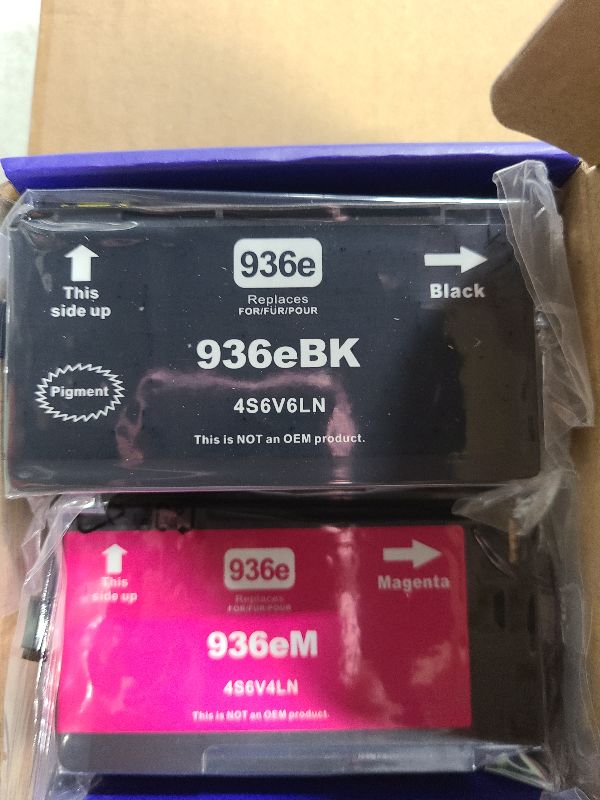 936e
This
side up
Replaces
FOR/FÜR/POUR
Black
936eBK
Pigment
4S6V6LN
This is NOT an OEM product.
936e
This
side up
Replaces
FOR/FÜR/POUR
Magenta
936eM
4S6V4LN
This is NOT an OEM product.